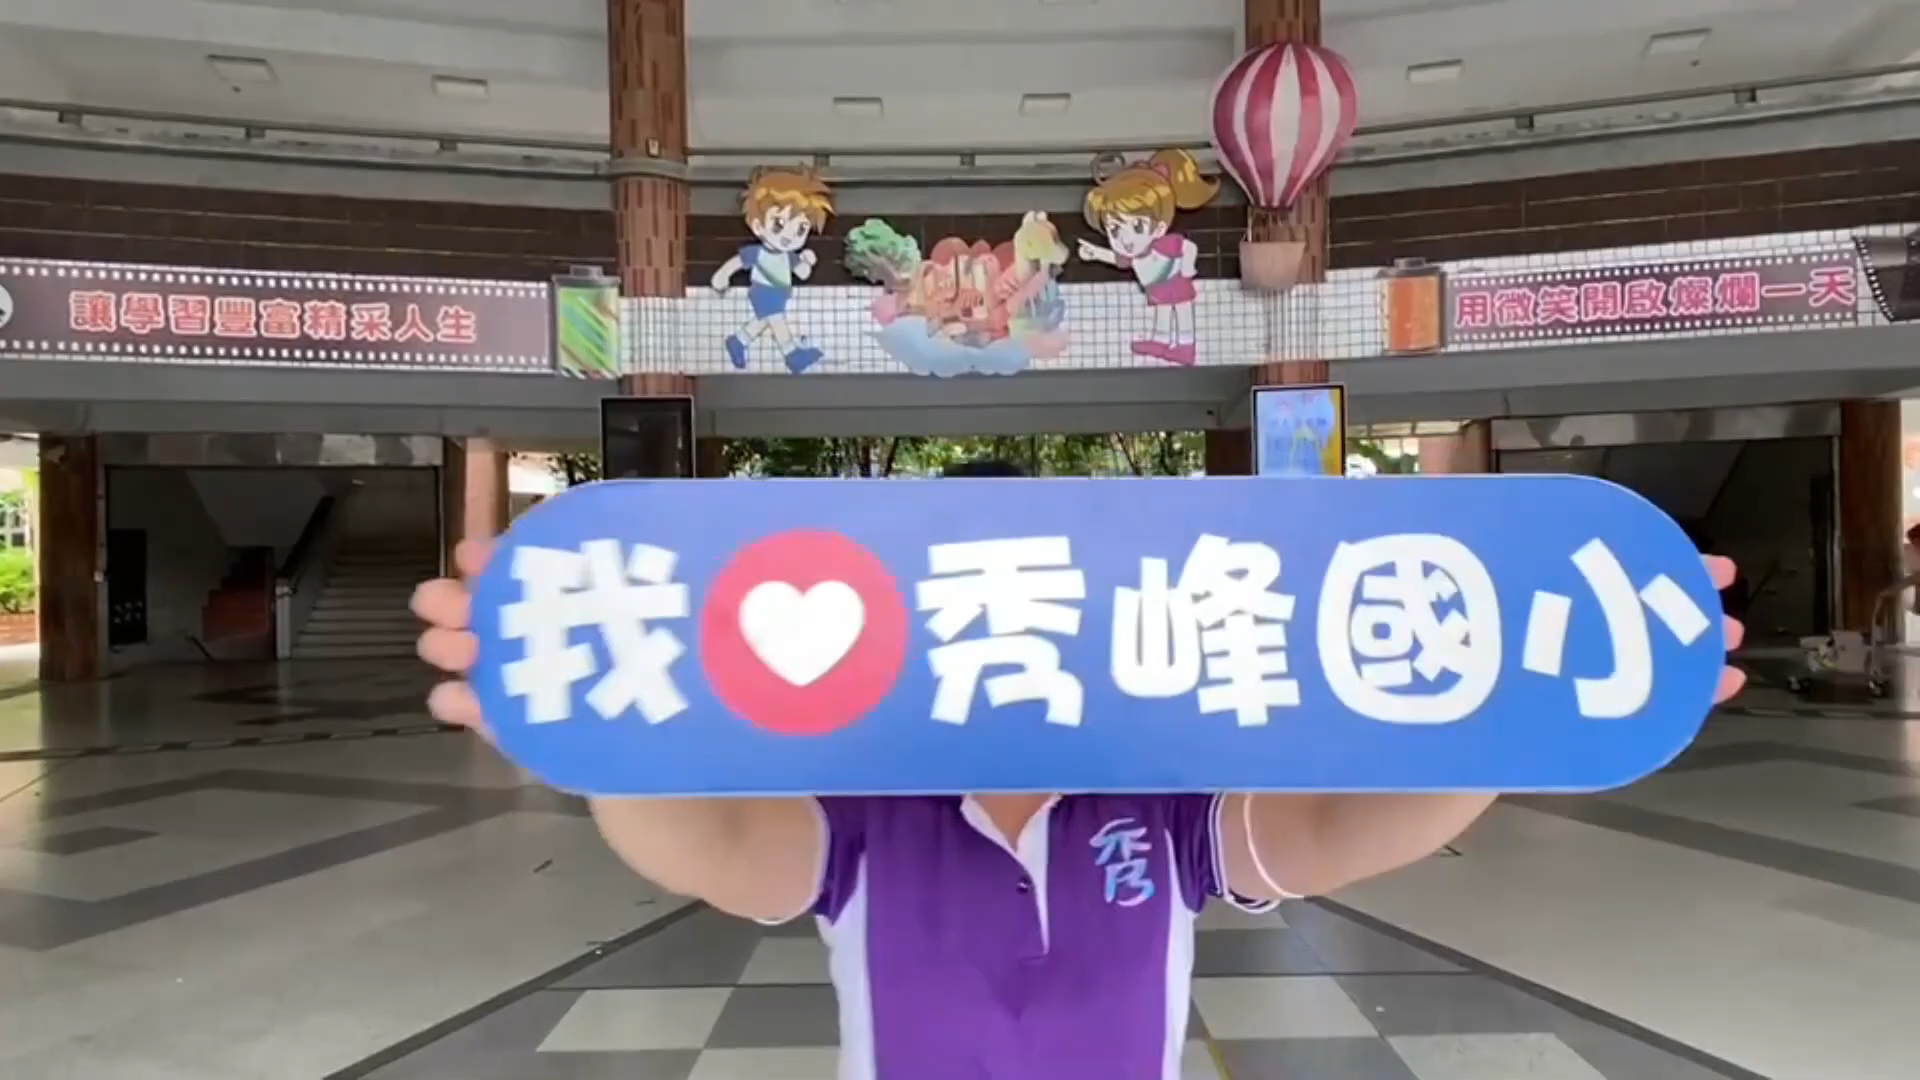 讓學習豐富精采人生
用微笑開啟燦爛一天
我秀峰國小
秀